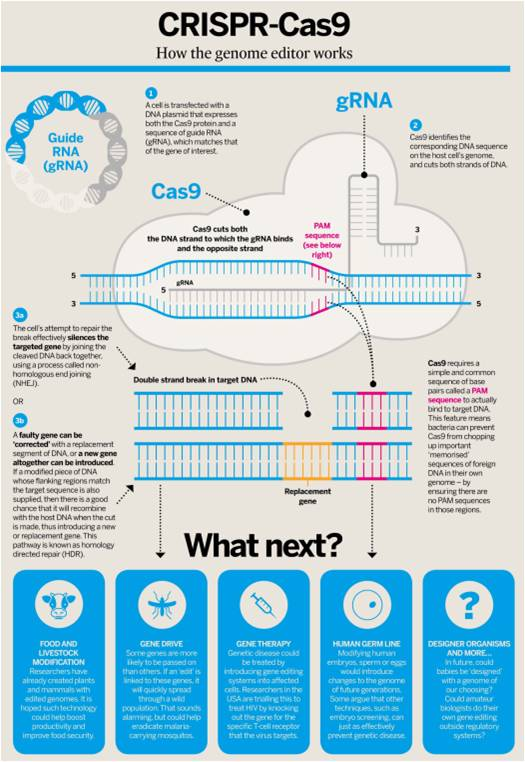 CRISPR-Cas9
How the genome editor works
Guide
RNA
(gRNA)
1
A cell is transfected with a
DNA plasmid that expresses
both the Cas9 protein and a
sequence of guide RNA
(gRNA), which matches that
of the gene of interest.
gRNA
2
Cas9 identifies the
corresponding DNA sequence
on the host cell's genome,
and cuts both strands of DNA.
Cas9
Cas9 cuts both
the DNA strand to which the gRNA binds
and the opposite strand
PAM
sequence
(see below
right)
3
5
3
gRNA
5
3
5
3a
The cell's attempt to repair the
break effectively silences the
targeted gene by joining the
cleaved DNA back together,
using a process called non-
homologous end joining
(NHEJ).
OR
3b
A faulty gene can be
'corrected' with a replacement
segment of DNA, or a new gene
altogether can be introduced.
If a modified piece of DNA
whose flanking regions match
the target sequence is also
supplied, then there is a good
chance that it will recombine
with the host DNA when the cut
is made, thus introducing a new
or replacement gene. This
pathway is known as homology
directed repair (HDR).
Double strand break in target DNA
Replacement
gene
Cas9 requires a
simple and common
sequence of base
pairs called a PAM
sequence to actually
bind to target DNA.
This feature means
bacteria can prevent
Cas9 from chopping
up important
'memorised'
sequences of foreign
DNA in their own
genome – by
ensuring there are
no PAM sequences
in those regions.
What next?
FOOD AND
LIVESTOCK
MODIFICATION
Researchers have
already created plants
and mammals with
edited genomes. It is
hoped such technology
could help boost
productivity and
improve food security.
GENE DRIVE
Some genes are more
likely to be passed on than
others. If an 'edit' is
linked to these genes, it
will quickly spread
through a wild
population. That sounds
alarming, but could help
eradicate malaria-
carrying mosquitos.
GENE THERAPY
Genetic disease could
be treated by
introducing gene editing
systems into affected
cells. Researchers in the
USA are trialling this to
treat HIV by knocking
out the gene for the
specific T-cell receptor
that the virus targets.
HUMAN GERM LINE
Modifying human
embryos, sperm or eggs
would introduce
changes to the genome
of future generations.
Some argue that other
techniques, such as
embryo screening, can
just as effectively
prevent genetic disease.
?
DESIGNER ORGANISMS
AND MORE...
In future, could
babies be 'designed'
with a genome of
our choosing?
Could amateur
biologists do their
own gene editing
outside regulatory
systems?